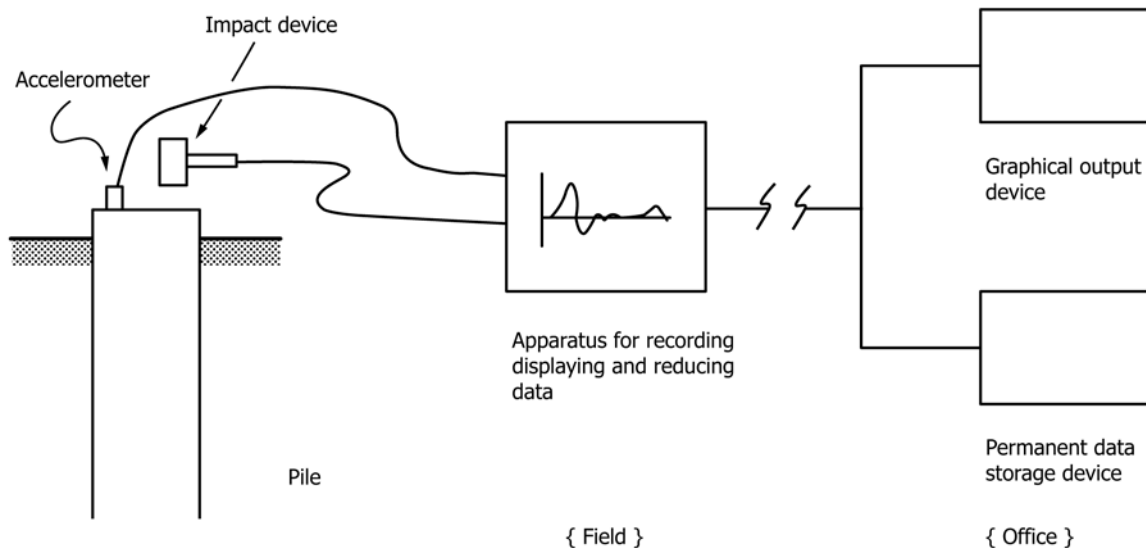 Impact device
Accelerometer
Graphical output
device
Apparatus for recording
displaying and reducing
data
Permanent data
storage device
Pile
{ Field }
{ Office }